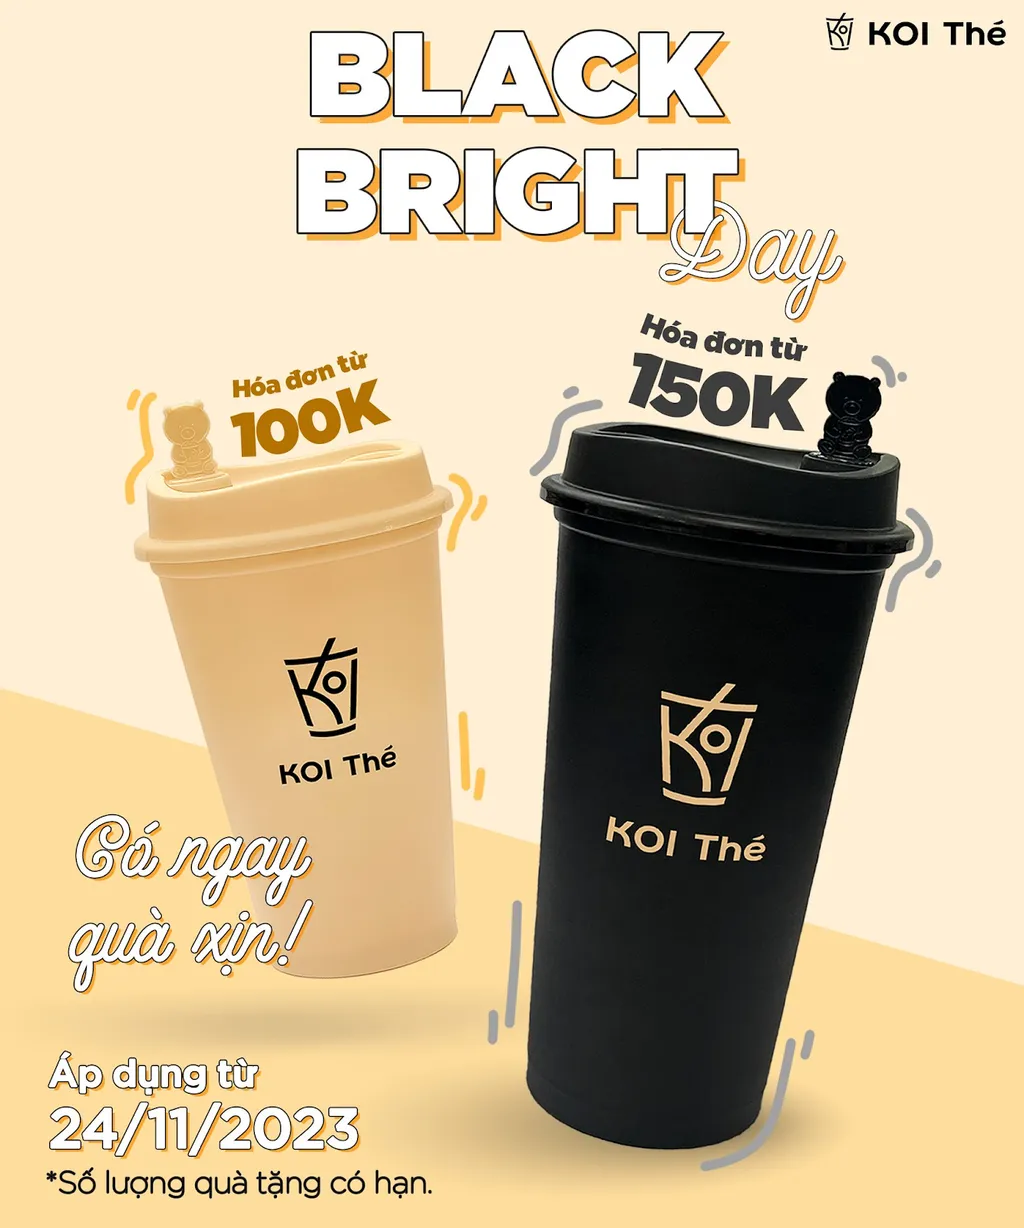 KOI Thé
BLACK
BRIGHT
Day
Hóa đơn từ
100K
Hóa đơn từ
150K
KOI Thé
KOI Thé
Có ngay
quà xịn!
Áp dụng từ
24/11/2023
*Số lượng quà tặng có hạn.